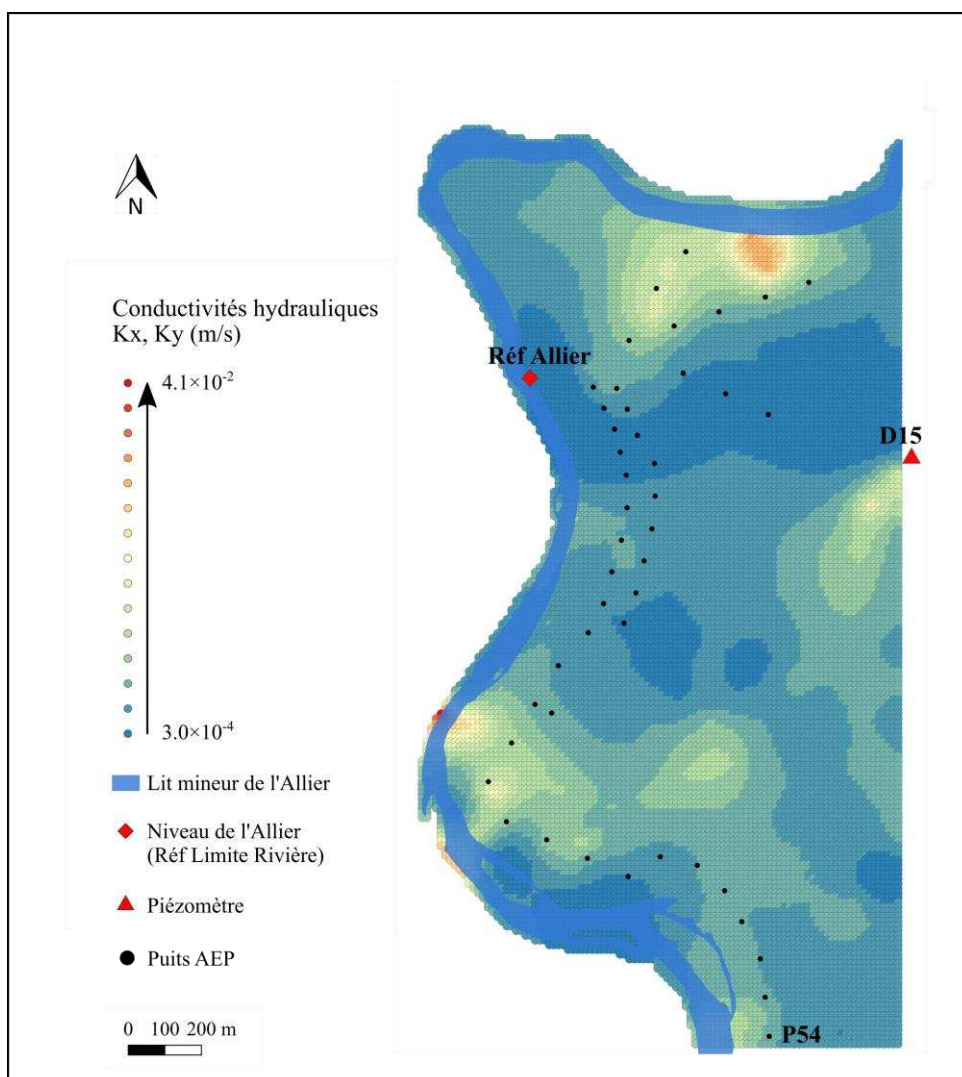 N
Conductivités hydrauliques
Kx, Ky (m/s)
4.1×10⁻²
3.0×10⁻⁴
Lit mineur de l'Allier
Niveau de l'Allier
(Réf Limite Rivière)
Piézomètre
Puits AEP
0 100 200 m
Réf Allier
D15
P54